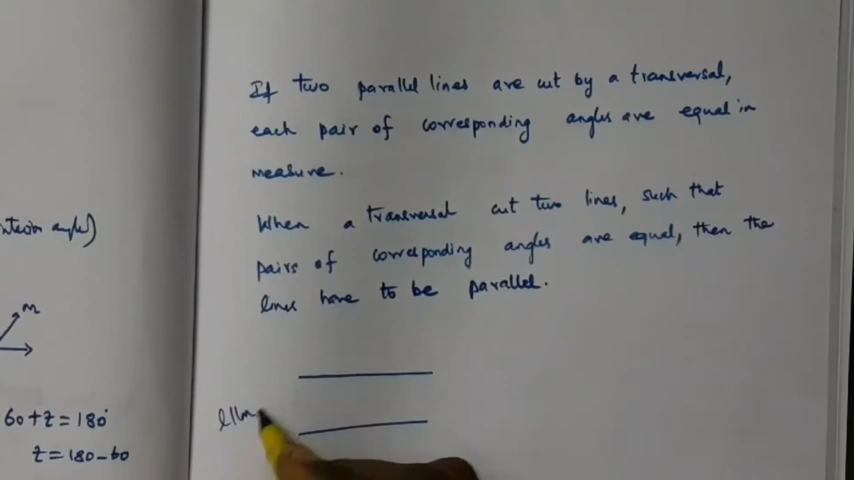 If two parallel lines are cut by a transversal,
each pair of corresponding angles are equal in
measure.
When a transversal cut two lines, such that
pairs of corresponding angles are equal, then the
lines have to be parallel.
angles)
m
60+z=180°
z=180-60
l||m